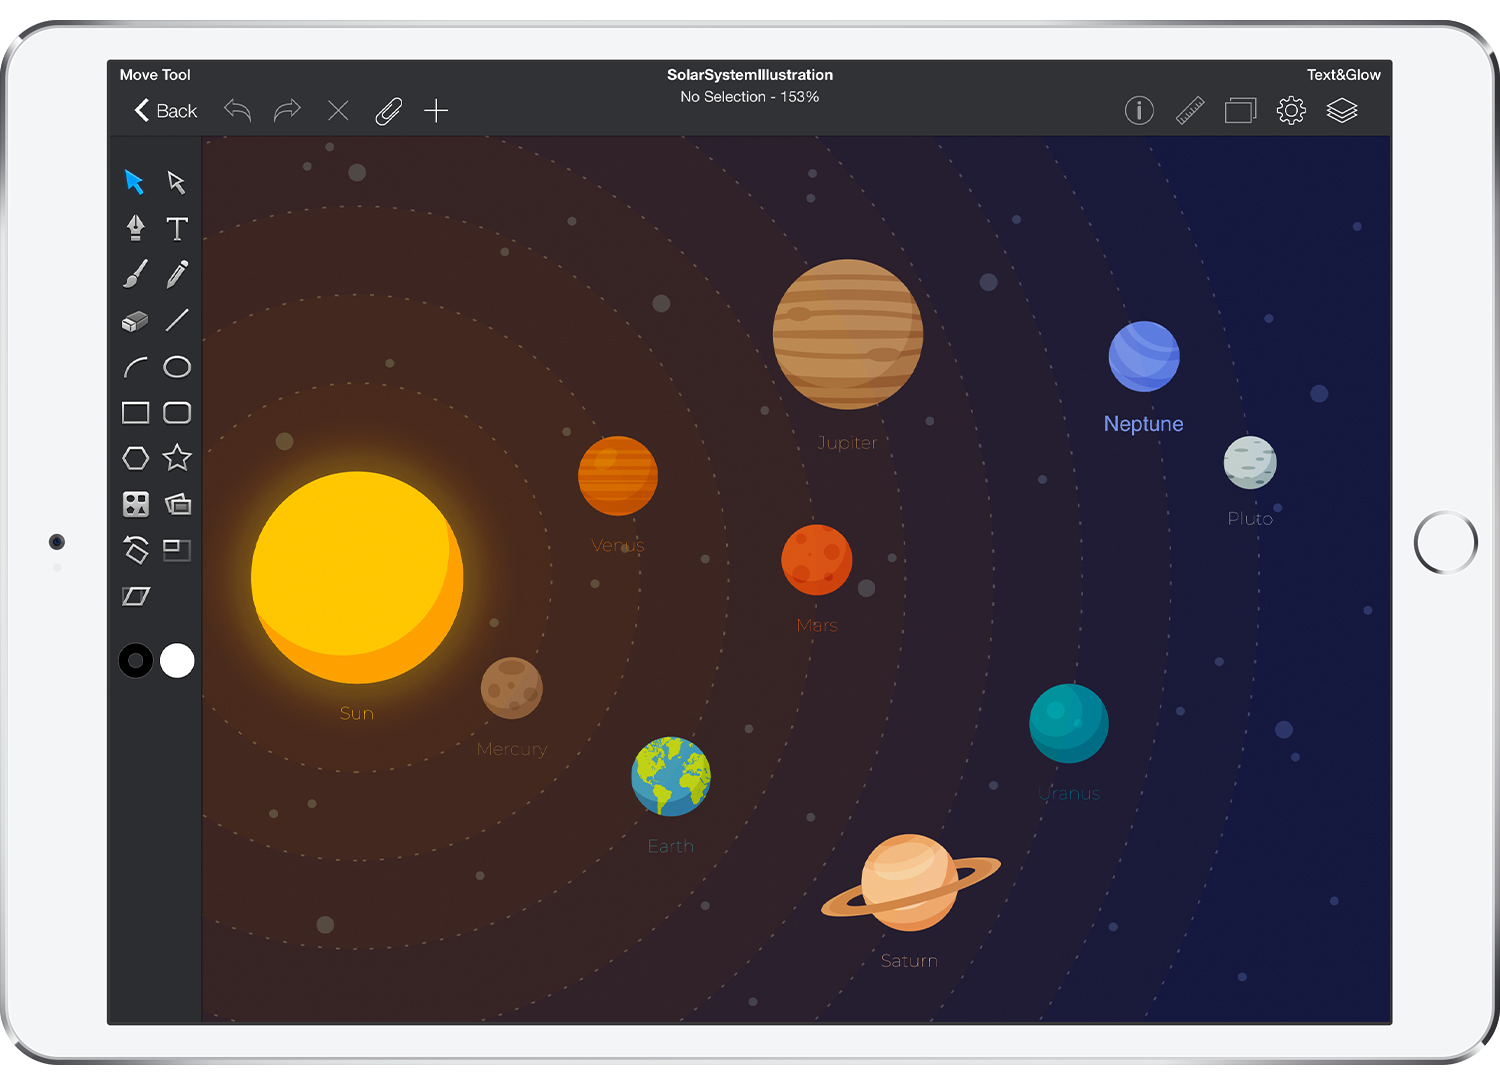 Move Tool
SolarSystemIllustration
Text&Glow
Back
No Selection - 153%
T
Jupiter
Neptune
Pluto
Venus
Mars
Sun
Mercury
Uranus
Earth
Saturn